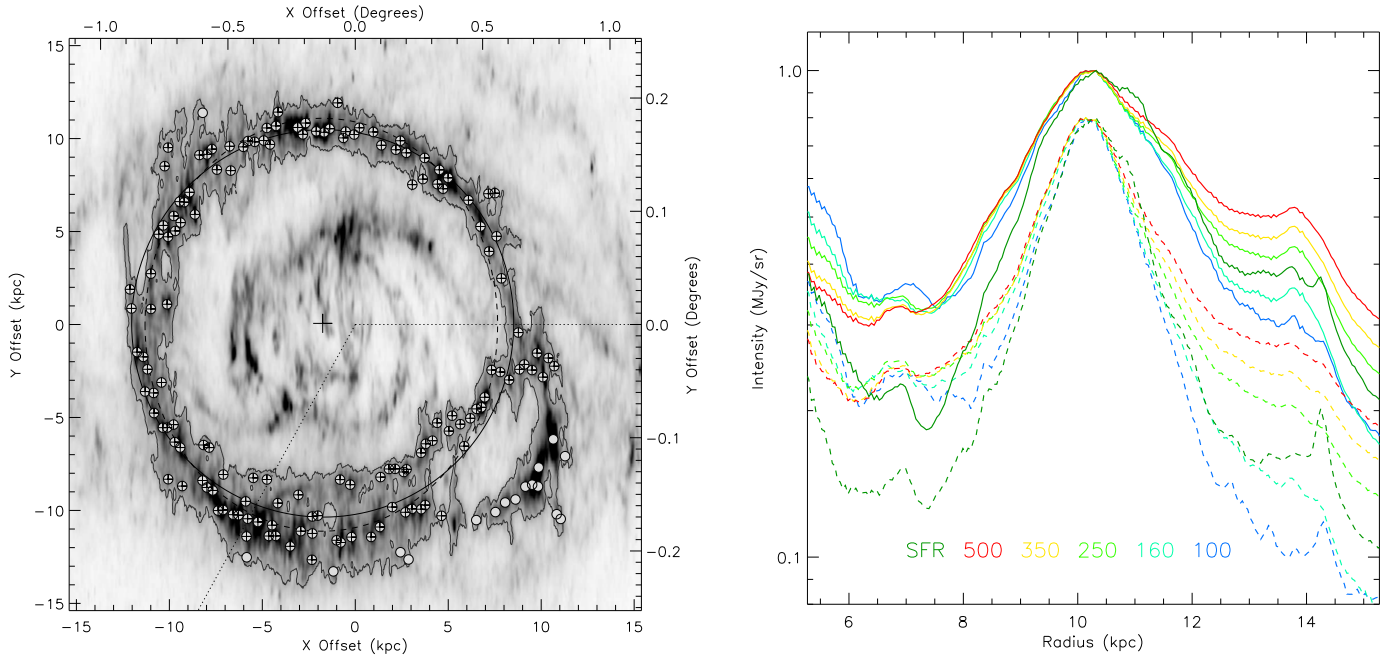 X Offset (Degrees)
−1.0 −0.5 0.0 0.5 1.0
15
10
5
0
−5
−10
−15
Y Offset (kpc)
0.2
0.1
0.0
−0.1
−0.2
Y Offset (Degrees)
−15 −10 −5 0 5 10 15
X Offset (kpc)
1.0
0.1
Intensity (MJy/sr)
SFR 500 350 250 160 100
6 8 10 12 14
Radius (kpc)